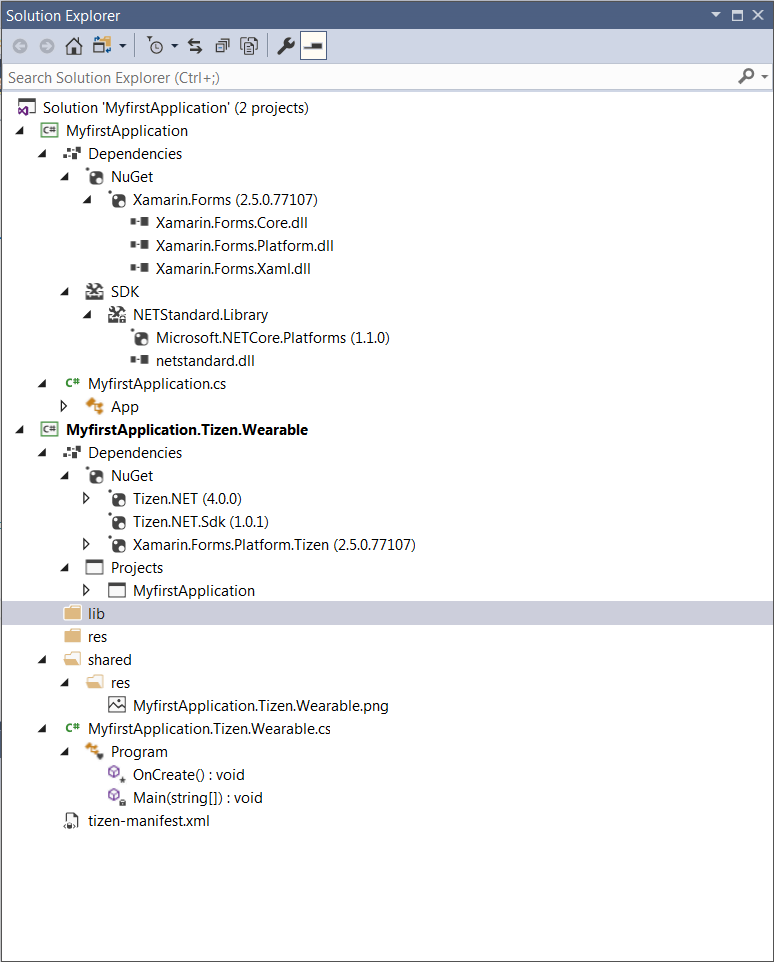 Solution Explorer
Search Solution Explorer (Ctrl+;)
Solution 'MyfirstApplication' (2 projects)
C# MyfirstApplication
Dependencies
NuGet
Xamarin.Forms (2.5.0.77107)
Xamarin.Forms.Core.dll
Xamarin.Forms.Platform.dll
Xamarin.Forms.Xaml.dll
SDK
NETStandard.Library
Microsoft.NETCore.Platforms (1.1.0)
netstandard.dll
C# MyfirstApplication.cs
App
C# MyfirstApplication.Tizen.Wearable
Dependencies
NuGet
Tizen.NET (4.0.0)
Tizen.NET.Sdk (1.0.1)
Xamarin.Forms.Platform.Tizen (2.5.0.77107)
Projects
MyfirstApplication
lib
res
shared
res
MyfirstApplication.Tizen.Wearable.png
C# MyfirstApplication.Tizen.Wearable.cs
Program
OnCreate() : void
Main(string[]) : void
tizen-manifest.xml